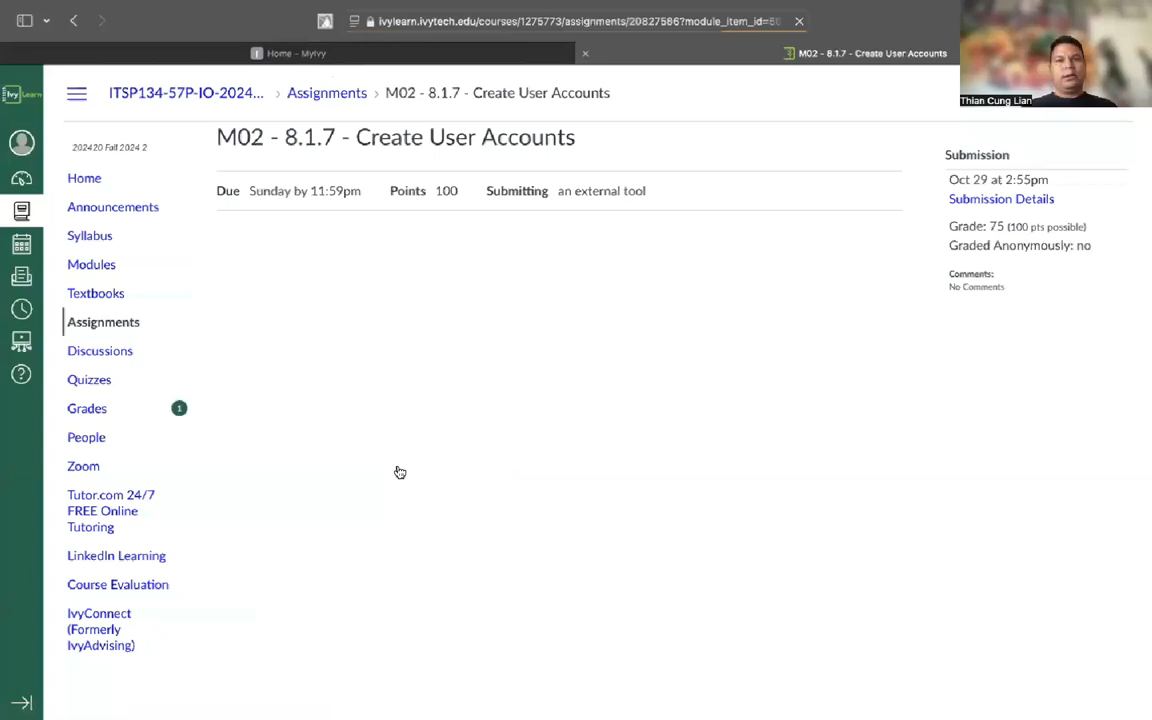 ivylearn.ivytech.edu/courses/1275773/assignments/20827586?module_item_id=
Home - MyIvy
M02 - 8.1.7 - Create User Accounts
Thian Cung Lian
Ivy Learn
ITSP134-57P-IO-2024... > Assignments > M02 - 8.1.7 - Create User Accounts
202420 Fall 2024 2
Home
Announcements
Syllabus
Modules
Textbooks
Assignments
Discussions
Quizzes
Grades 1
People
Zoom
Tutor.com 24/7
FREE Online
Tutoring
LinkedIn Learning
Course Evaluation
IvyConnect
(Formerly
IvyAdvising)
M02 - 8.1.7 - Create User Accounts
Due Sunday by 11:59pm Points 100 Submitting an external tool
Submission
Oct 29 at 2:55pm
Submission Details
Grade: 75 (100 pts possible)
Graded Anonymously: no
Comments:
No Comments